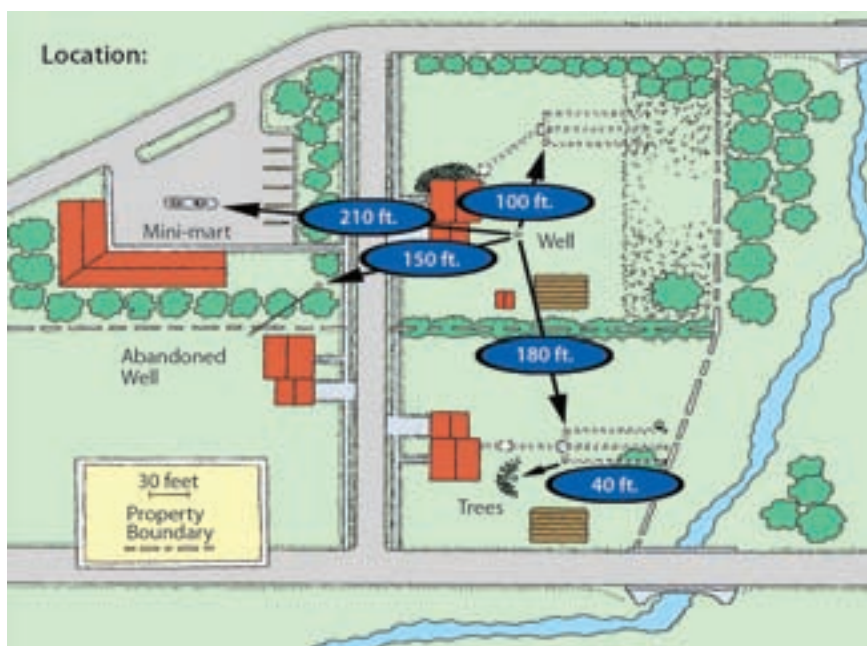 Location:
100 ft.
210 ft.
Mini-mart
Well
150 ft.
Abandoned
Well
180 ft.
30 feet
Property
Boundary
40 ft.
Trees